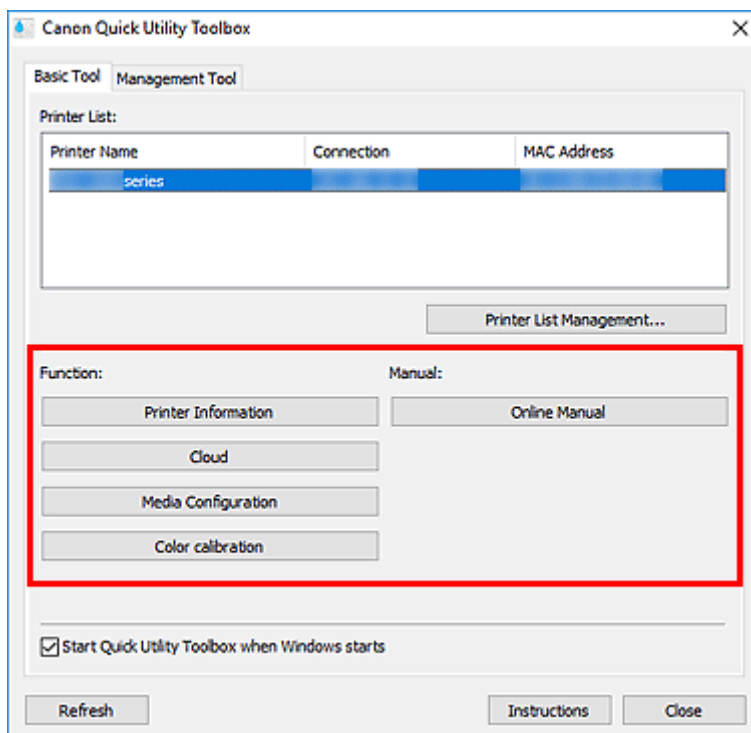 Canon Quick Utility Toolbox
Basic Tool Management Tool
Printer List:
Printer Name Connection MAC Address
series
Printer List Management...
Function: Manual:
Printer Information Online Manual
Cloud
Media Configuration
Color calibration
Start Quick Utility Toolbox when Windows starts
Refresh Instructions Close